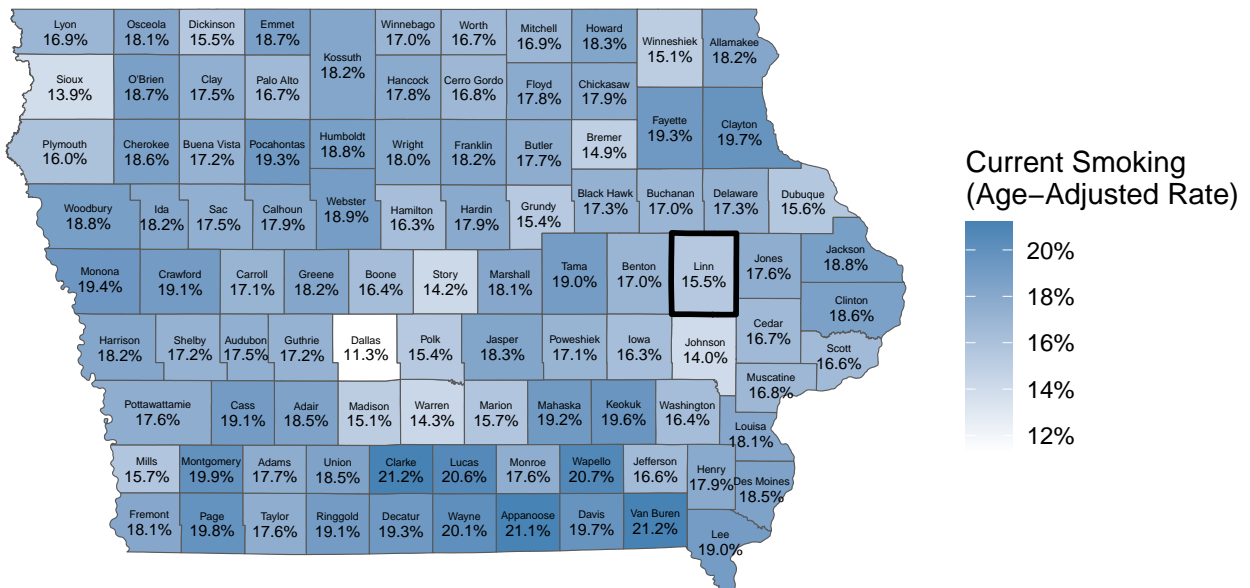 Lyon
16.9%
Osceola
18.1%
Dickinson
15.5%
Emmet
18.7%
Kossuth
18.2%
Winnebago
17.0%
Worth
16.7%
Mitchell
16.9%
Howard
18.3%
Winneshiek
15.1%
Allamakee
18.2%
Sioux
13.9%
O'Brien
18.7%
Clay
17.5%
Palo Alto
16.7%
Hancock
17.8%
Cerro Gordo
16.8%
Floyd
17.8%
Chickasaw
17.9%
Fayette
19.3%
Clayton
19.7%
Plymouth
16.0%
Cherokee
18.6%
Buena Vista
17.2%
Pocahontas
19.3%
Humboldt
18.8%
Wright
18.0%
Franklin
18.2%
Butler
17.7%
Bremer
14.9%
Woodbury
18.8%
Ida
18.2%
Sac
17.5%
Calhoun
17.9%
Webster
18.9%
Hamilton
16.3%
Hardin
17.9%
Grundy
15.4%
Black Hawk
17.3%
Buchanan
17.0%
Delaware
17.3%
Dubuque
15.6%
Monona
19.4%
Crawford
19.1%
Carroll
17.1%
Greene
18.2%
Boone
16.4%
Story
14.2%
Marshall
18.1%
Tama
19.0%
Benton
17.0%
Linn
15.5%
Jones
17.6%
Jackson
18.8%
Clinton
18.6%
Harrison
18.2%
Shelby
17.2%
Audubon
17.5%
Guthrie
17.2%
Dallas
11.3%
Polk
15.4%
Jasper
18.3%
Poweshiek
17.1%
Iowa
16.3%
Johnson
14.0%
Cedar
16.7%
Scott
16.6%
Muscatine
16.8%
Pottawattamie
17.6%
Cass
19.1%
Adair
18.5%
Madison
15.1%
Warren
14.3%
Marion
15.7%
Mahaska
19.2%
Keokuk
19.6%
Washington
16.4%
Louisa
18.1%
Mills
15.7%
Montgomery
19.9%
Adams
17.7%
Union
18.5%
Clarke
21.2%
Lucas
20.6%
Monroe
17.6%
Wapello
20.7%
Jefferson
16.6%
Henry
17.9%
Des Moines
18.5%
Fremont
18.1%
Page
19.8%
Taylor
17.6%
Ringgold
19.1%
Decatur
19.3%
Wayne
20.1%
Appanoose
21.1%
Davis
19.7%
Van Buren
21.2%
Lee
19.0%
Current Smoking
(Age−Adjusted Rate)
20%
18%
16%
14%
12%